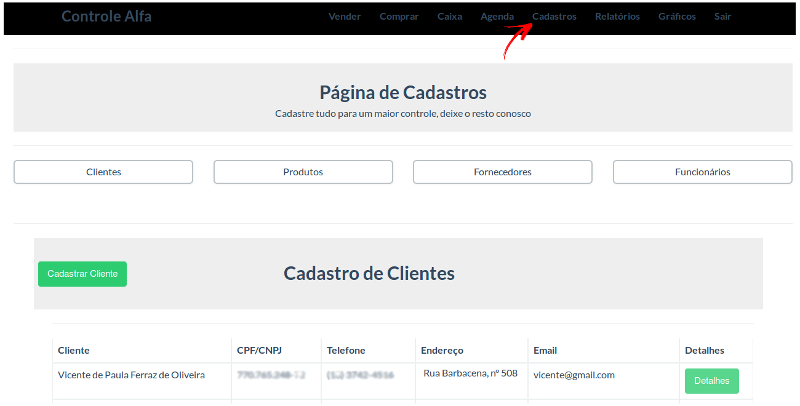 Controle Alfa Vender Comprar Caixa Agenda Cadastros Relatórios Gráficos Sair
Página de Cadastros
Cadastre tudo para um maior controle, deixe o resto conosco
Clientes Produtos Fornecedores Funcionários
Cadastrar Cliente Cadastro de Clientes
Cliente CPF/CNPJ Telefone Endereço Email Detalhes
Vicente de Paula Ferraz de Oliveira Rua Barbacena, nº 508 vicente@gmail.com Detalhes